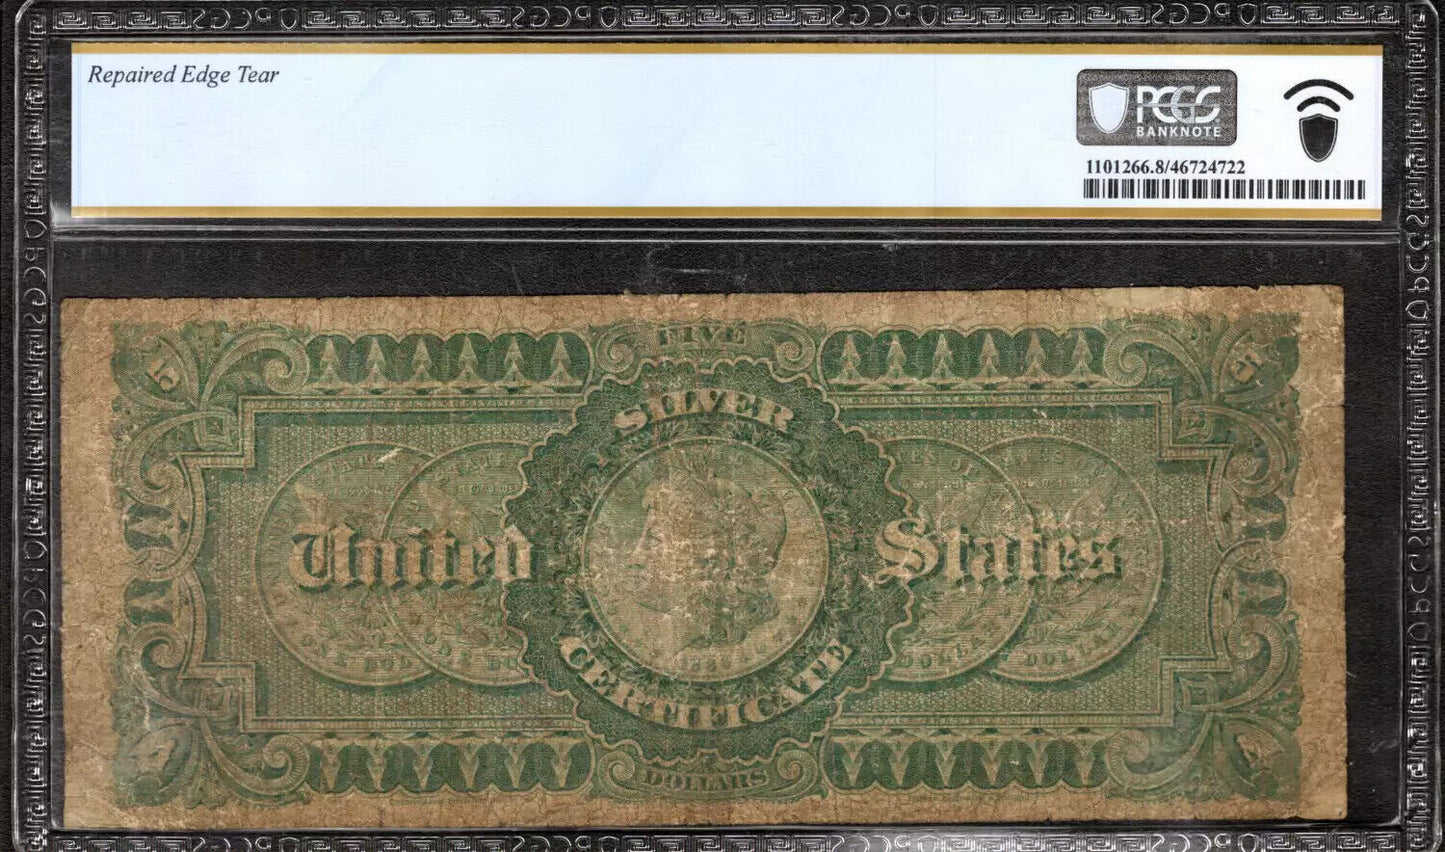 Repaired Edge Tear
PCGS
BANKNOTE
1101266.8/46724722
FIVE
SILVER
United States
CERTIFICATE
DOLLARS